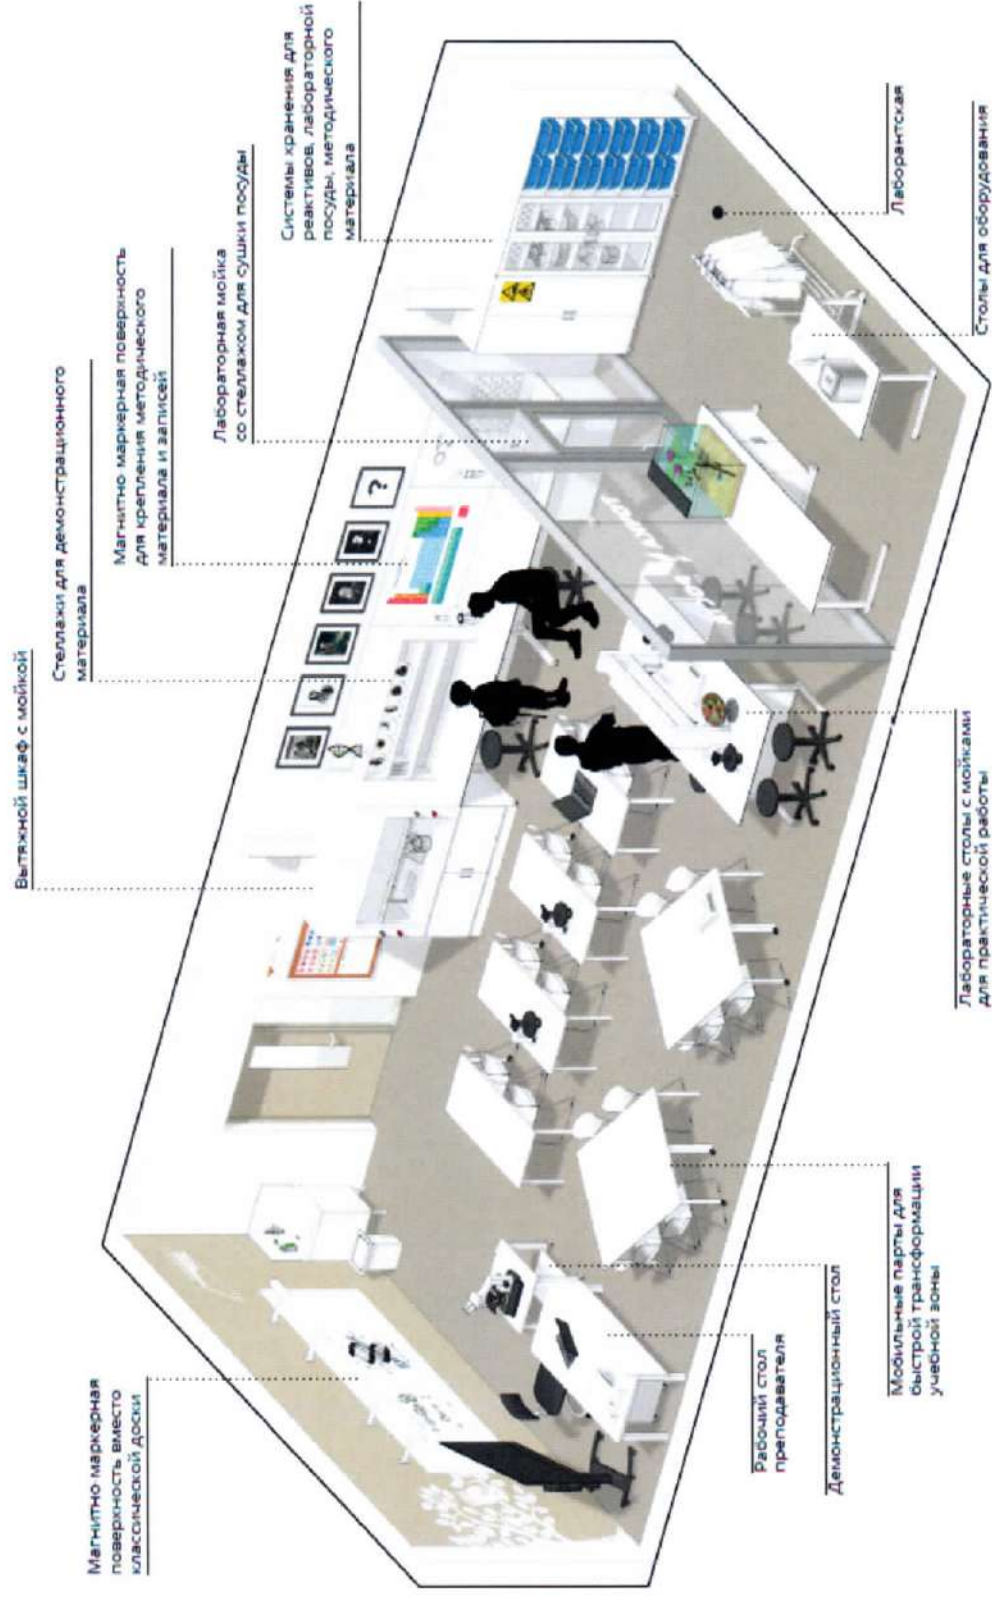 Магнитно-маркерная
поверхность вместо
классической доски
Вытяжной шкаф с мойкой
Стеллажи для демонстрационного
материала
Магнитно маркерная поверхность
для крепления методического
материала и записей
Лабораторная мойка
со стеллажом для сушки посуды
Системы хранения для
реактивов, лабораторной
посуды, методического
материала
?
Рабочий стол
преподавателя
Демонстрационный стол
Мобильные парты для
быстрой трансформации
учебной зоны
Лабораторные столы с мойками
для практической работы
Лаборантская
Столы для оборудования